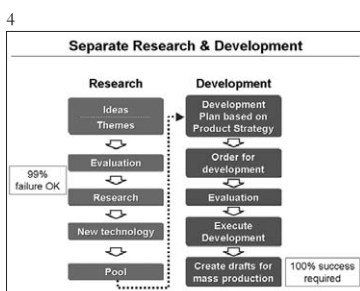 4
Separate Research & Development
Research
Ideas
Themes
Evaluation
99%
failure OK
Research
New technology
Pool
Development
Development
Plan based on
Product Strategy
Order for
development
Evaluation
Execute
Development
Create drafts for
mass production
100% success
required